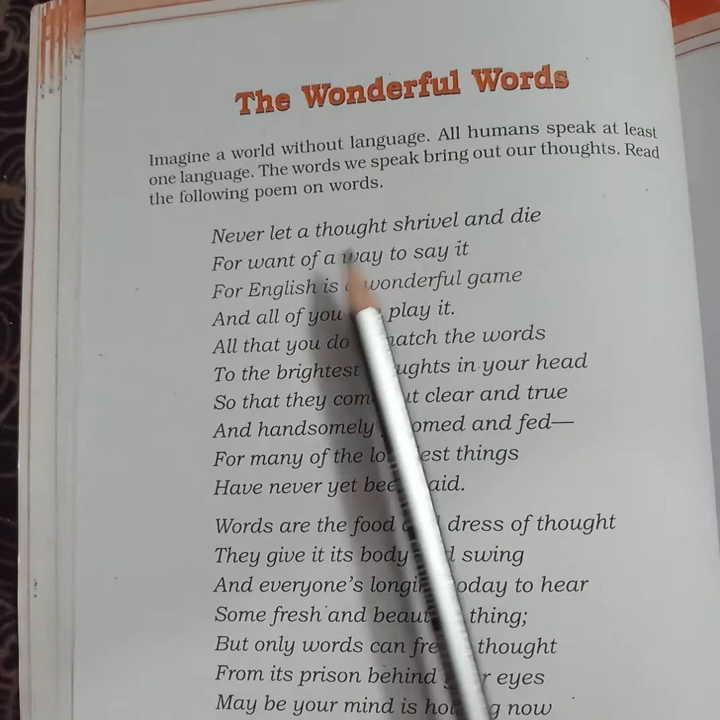 The Wonderful Words
Imagine a world without language. All humans speak at least
one language. The words we speak bring out our thoughts. Read
the following poem on words.
Never let a thought shrivel and die
For want of a way to say it
For English is a wonderful game
And all of you play it.
All that you do match the words
To the brightest thoughts in your head
So that they come out clear and true
And handsomely groomed and fed—
For many of the loveliest things
Have never yet been said.
Words are the food and dress of thought
They give it its body and swing
And everyone's longing today to hear
Some fresh and beautiful thing;
But only words can free thought
From its prison behind your eyes
May be your mind is holding now